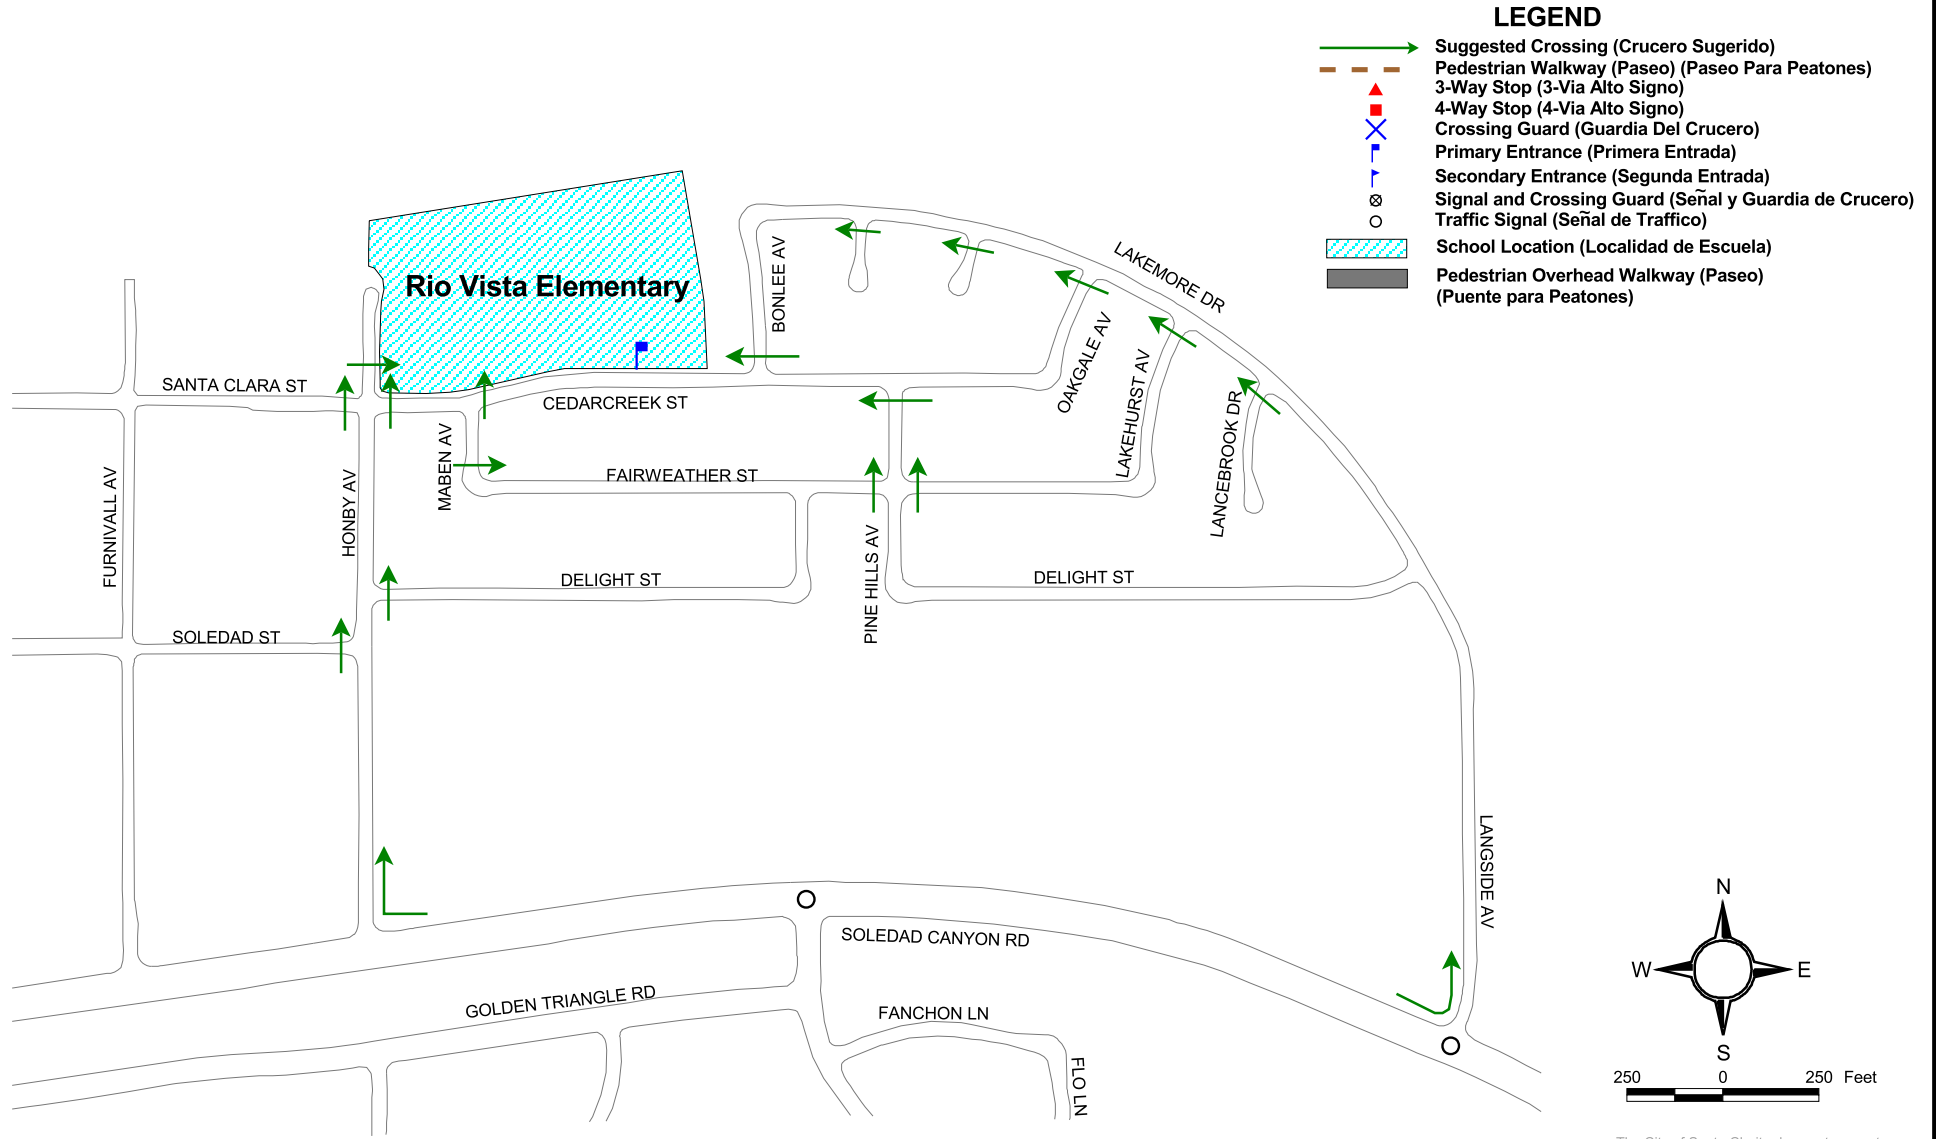 LEGEND
Suggested Crossing (Crucero Sugerido)
Pedestrian Walkway (Paseo) (Paseo Para Peatones)
3-Way Stop (3-Via Alto Signo)
4-Way Stop (4-Via Alto Signo)
Crossing Guard (Guardia Del Crucero)
Primary Entrance (Primera Entrada)
Secondary Entrance (Segunda Entrada)
Signal and Crossing Guard (Señal y Guardia de Crucero)
Traffic Signal (Señal de Traffico)
School Location (Localidad de Escuela)
Pedestrian Overhead Walkway (Paseo)
(Puente para Peatones)
Rio Vista Elementary
BONLEE AV
LAKEMORE DR
OAKGALE AV
LAKEHURST AV
LANCEBROOK DR
SANTA CLARA ST
CEDARCREEK ST
MABEN AV
FAIRWEATHER ST
FURNIVALL AV
HONBY AV
PINE HILLS AV
DELIGHT ST
DELIGHT ST
SOLEDAD ST
LANGSIDE AV
SOLEDAD CANYON RD
GOLDEN TRIANGLE RD
FANCHON LN
FLO LN
N
W
E
S
250 0 250 Feet